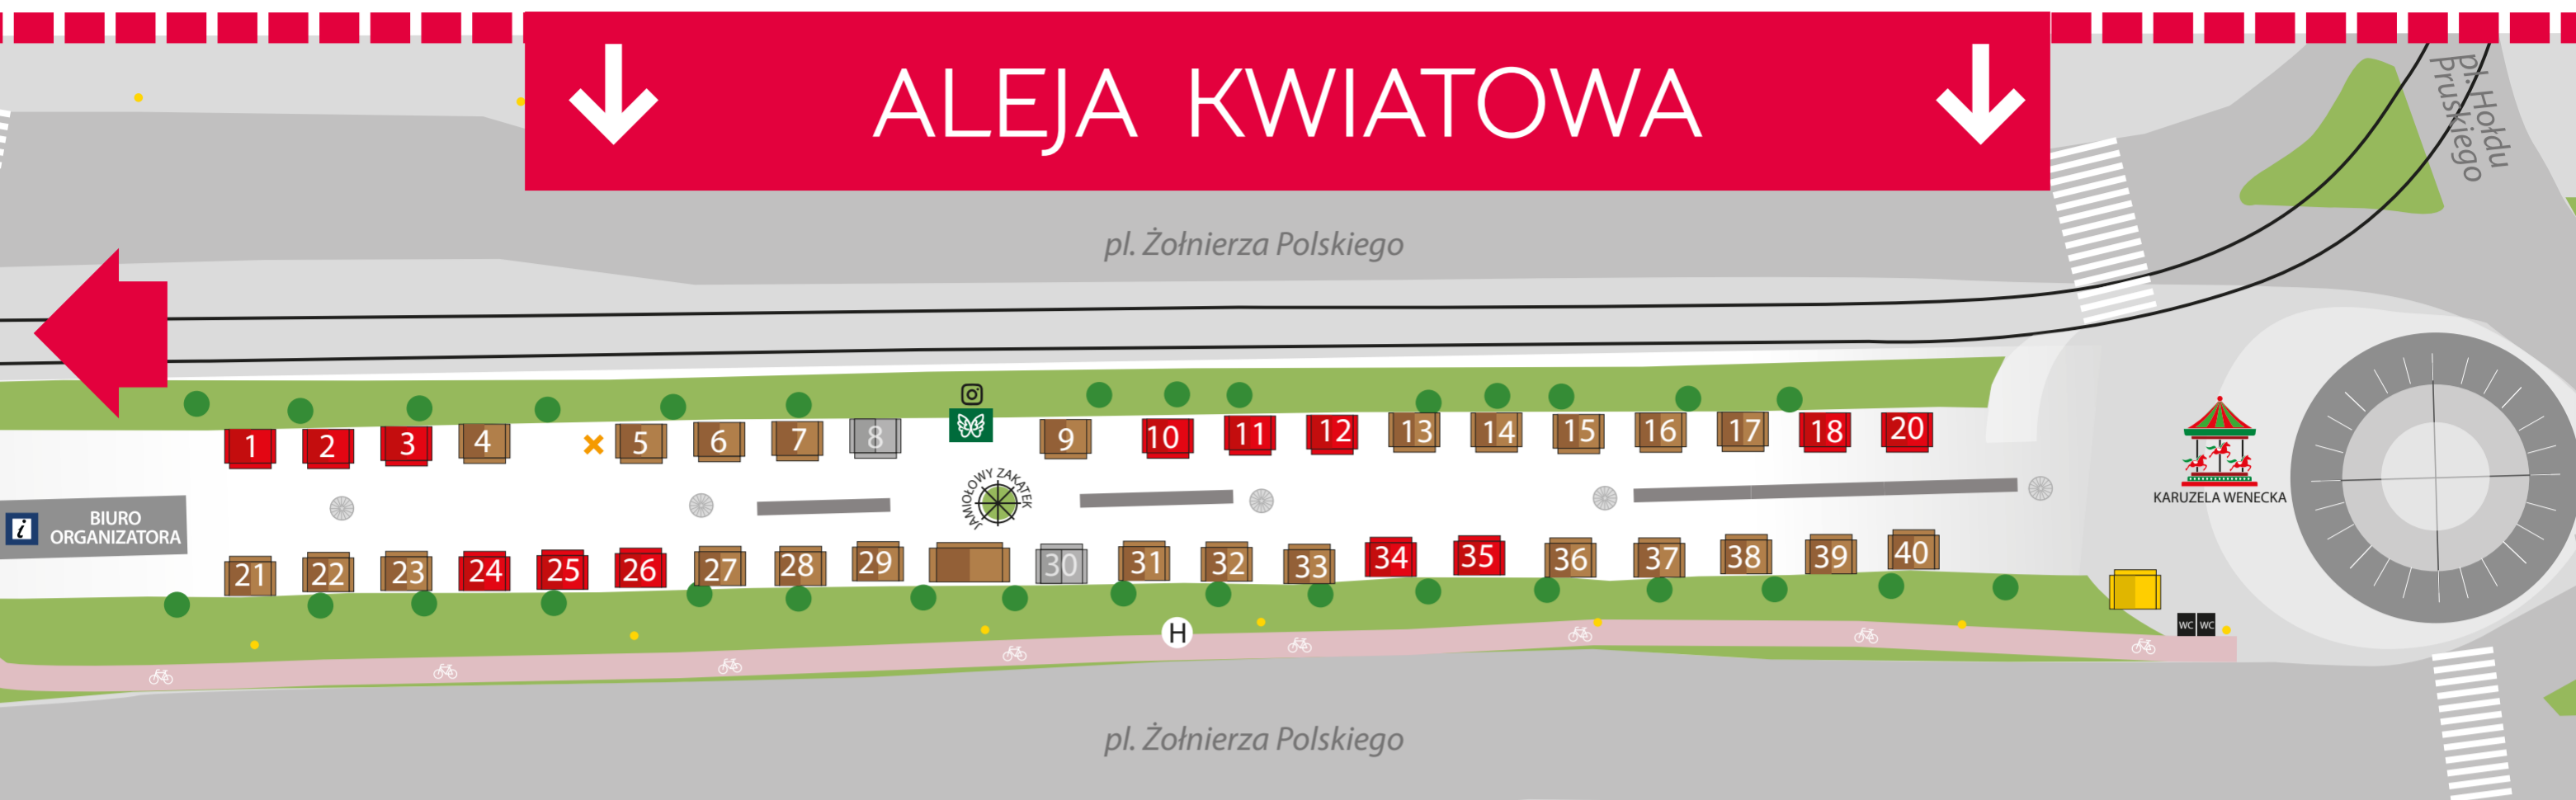 ALEJA KWIATOWA
pl. Hołdu
Pruskiego
pl. Żołnierza Polskiego
1 2 3 4 5 6 7 8 9 10 11 12 13 14 15 16 17 18 20
JAMIOŁOWY ZAKĄTEK
KARUZELA WENECKA
i BIURO
ORGANIZATORA
21 22 23 24 25 26 27 28 29 30 31 32 33 34 35 36 37 38 39 40
H
WC WC
pl. Żołnierza Polskiego